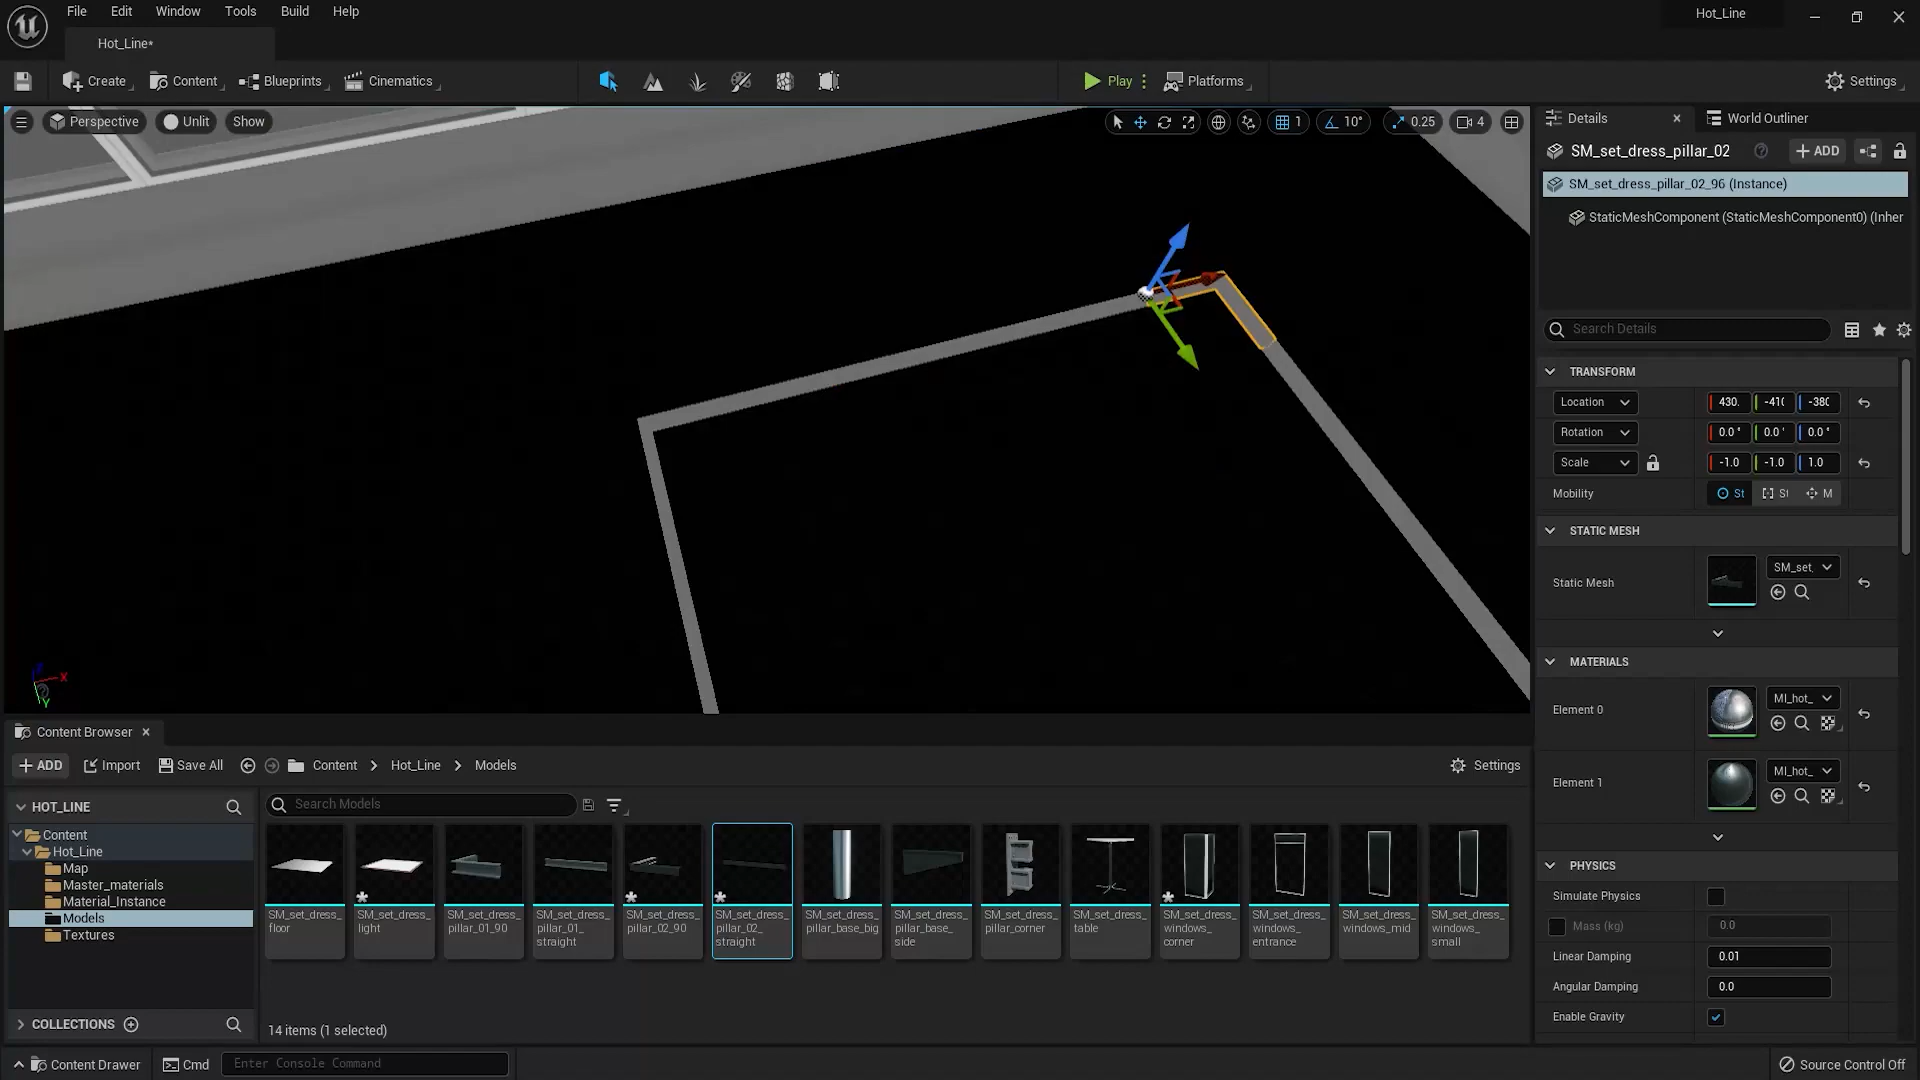 File Edit Window Tools Build Help
Hot_Line
Hot_Line*
Create Content Blueprints Cinematics Play Platforms Settings
Perspective Unlit Show 1 10° 0.25 4
Details World Outliner
SM_set_dress_pillar_02 ADD
SM_set_dress_pillar_02_96 (Instance)
StaticMeshComponent (StaticMeshComponent0) (Inher
Search Details
TRANSFORM
Location 430. -41( -380
Rotation 0.0 ° 0.0 ' 0.0 °
Scale -1.0 -1.0 1.0
Mobility St St M
STATIC MESH
Static Mesh SM_set,
MATERIALS
Element 0 MI_hot_
Element 1 MI_hot_
PHYSICS
Simulate Physics
Mass (kg) 0.0
Linear Damping 0.01
Angular Damping 0.0
Enable Gravity
X
Y
Content Browser
ADD Import Save All Content Hot_Line Models Settings
HOT_LINE
Search Models
Content
Hot_Line
Map
Master_materials
Material_Instance
Models
Textures
COLLECTIONS
SM_set_dress_
floor
SM_set_dress_
light
SM_set_dress_
pillar_01_90
SM_set_dress_
pillar_01_
straight
SM_set_dress_
pillar_02_90
SM_set_dress_
pillar_02_
straight
SM_set_dress_
pillar_base_big
SM_set_dress_
pillar_base_
side
SM_set_dress_
pillar_corner
SM_set_dress_
table
SM_set_dress_
windows_
corner
SM_set_dress_
windows_
entrance
SM_set_dress_
windows_mid
SM_set_dress_
windows_
small
14 items (1 selected)
Content Drawer Cmd Enter Console Command Source Control Off